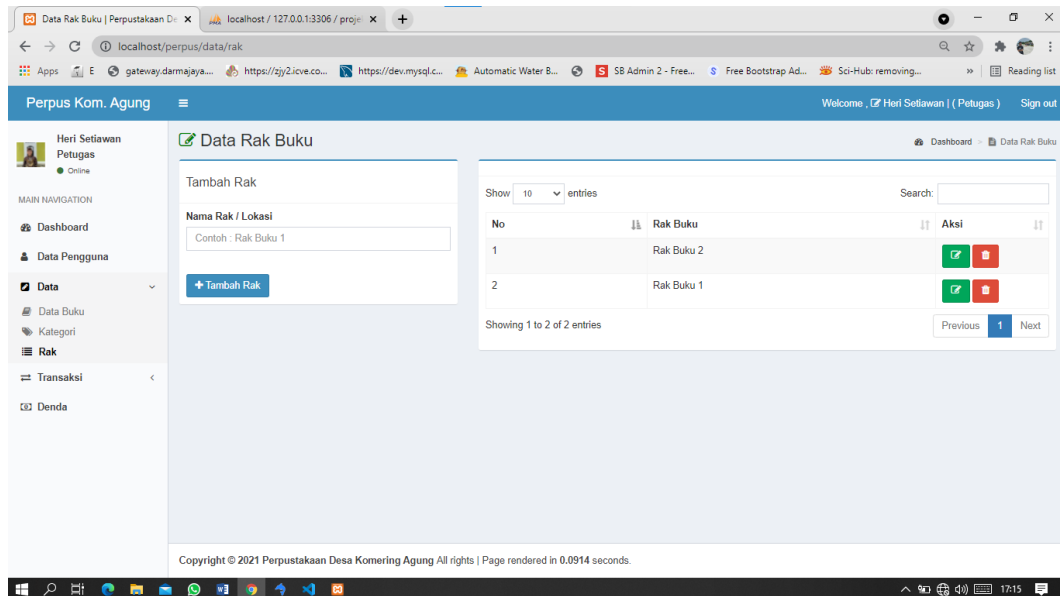 Data Rak Buku | Perpustakaan De
localhost / 127.0.0.1:3306 / proje
localhost/perpus/data/rak
Apps
E
gateway.darmajaya....
https://zjy2.icve.co...
https://dev.mysql.c...
Automatic Water B...
SB Admin 2 - Free...
Free Bootstrap Ad...
Sci-Hub: removing...
»
Reading list
Perpus Kom. Agung
Welcome , Heri Setiawan | ( Petugas )
Sign out
Heri Setiawan
Petugas
Online
MAIN NAVIGATION
Dashboard
Data Pengguna
Data
Data Buku
Kategori
Rak
Transaksi
Denda
Data Rak Buku
Dashboard > Data Rak Buku
Tambah Rak
Nama Rak / Lokasi
Contoh : Rak Buku 1
+ Tambah Rak
Show 10 entries
Search:
No Rak Buku Aksi
1 Rak Buku 2
2 Rak Buku 1
Showing 1 to 2 of 2 entries
Previous 1 Next
Copyright © 2021 Perpustakaan Desa Komering Agung All rights | Page rendered in 0.0914 seconds.
17:15